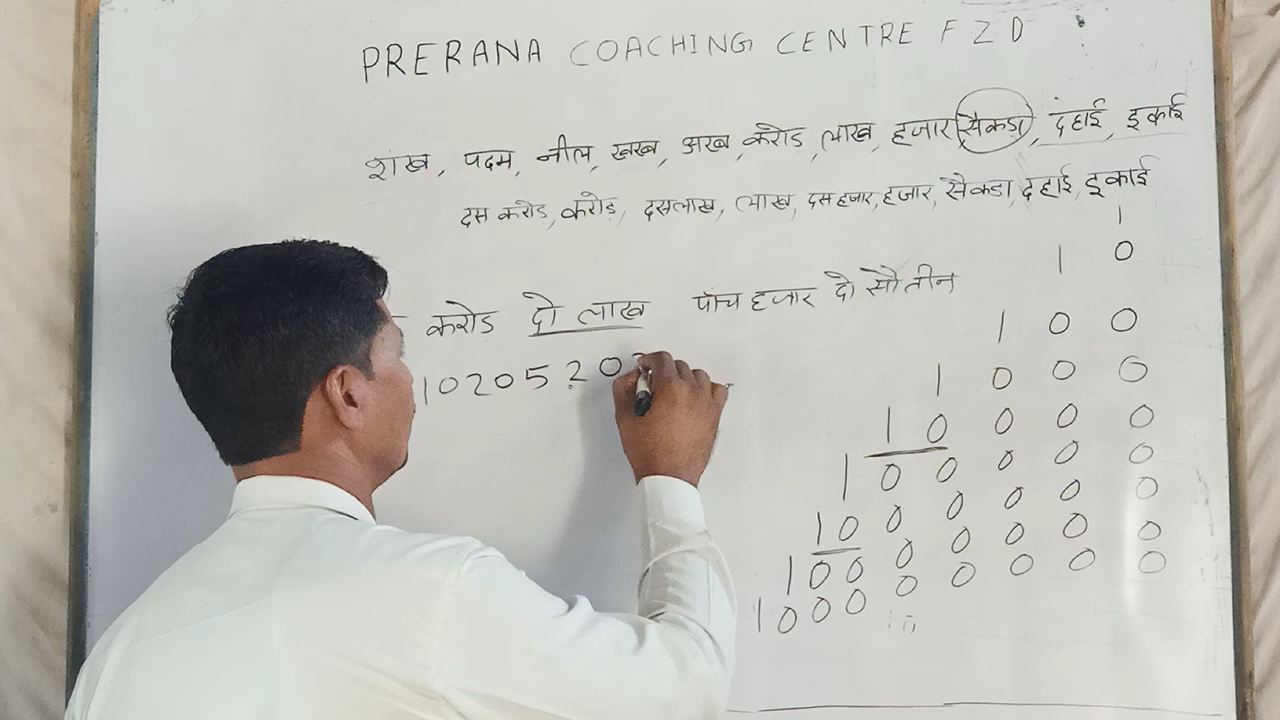 PRERANA COACHING CENTRE FZD
शंख, पदम, नील, खरब, अरब, करोड, लाख, हजार सैकडा, दहाई, इकाई
दस करोड, करोड़, दसलाख, लाख, दस हजार, हजार, सैकडा, दहाई, इकाई
1
1 0
करोड दो लाख पाँच हजार दो सौ तीन
1 0 0
1020520
1 0 0 0
1 0 0 0 0
1 0 0 0 0 0
1 0 0 0 0 0 0
1 0 0 0 0 0 0 0
1 0 0 0 0 0 0 0 0